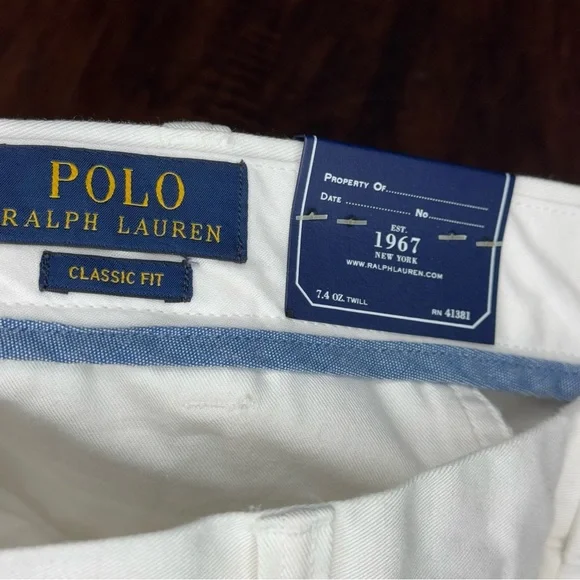 POLO
RALPH LAUREN
CLASSIC FIT
PROPERTY OF
DATE No.
EST.
1967
NEW YORK
WWW.RALPHLAUREN.COM
7.4 OZ. TWILL RN 41381